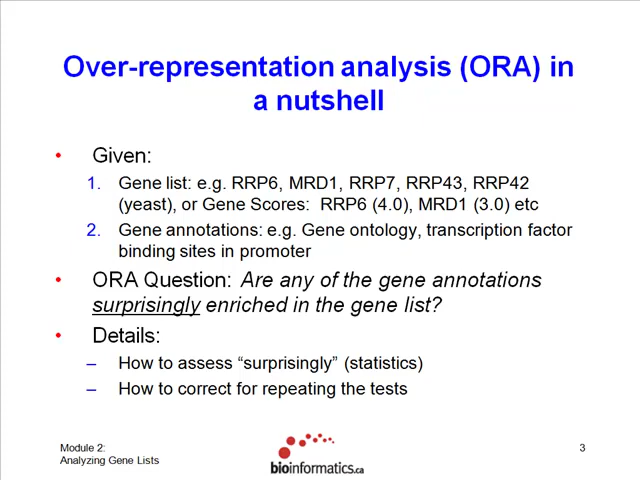 Over-representation analysis (ORA) in
a nutshell
• Given:
1. Gene list: e.g. RRP6, MRD1, RRP7, RRP43, RRP42
(yeast), or Gene Scores: RRP6 (4.0), MRD1 (3.0) etc
2. Gene annotations: e.g. Gene ontology, transcription factor
binding sites in promoter
• ORA Question: Are any of the gene annotations
surprisingly enriched in the gene list?
• Details:
– How to assess “surprisingly” (statistics)
– How to correct for repeating the tests
Module 2:
Analyzing Gene Lists
bioinformatics.ca
3